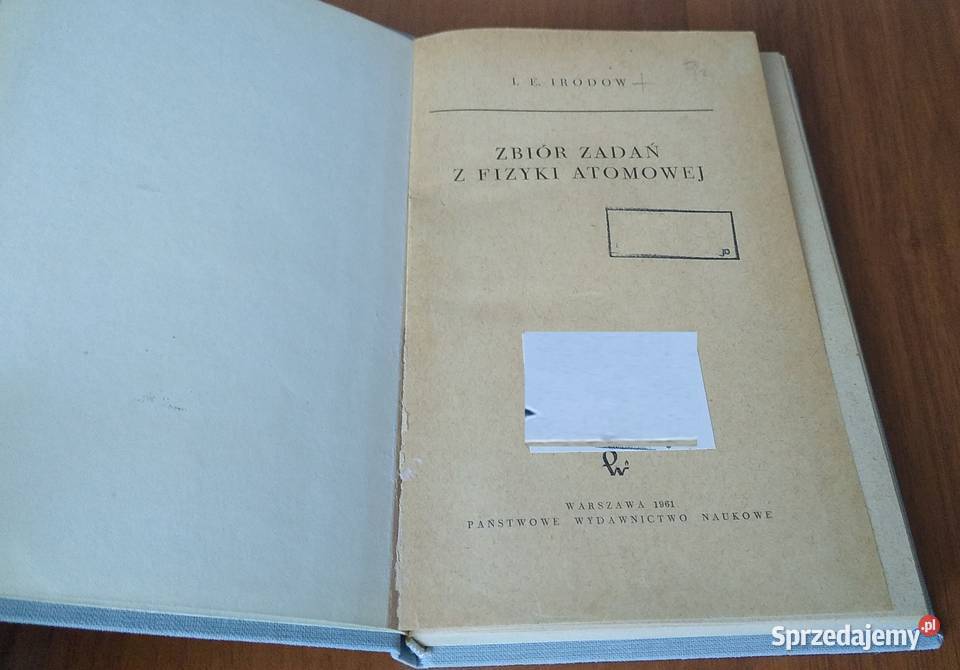 I. E. IRODOW
ZBIÓR ZADAŃ
Z FIZYKI ATOMOWEJ
WARSZAWA 1961
PAŃSTWOWE WYDAWNICTWO NAUKOWE
Sprzedajemy.pl